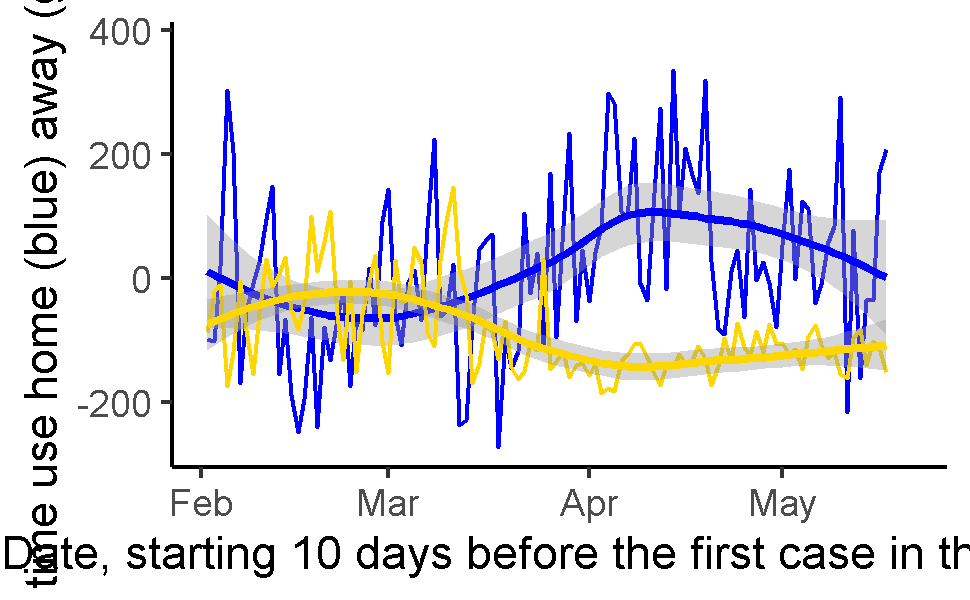 400
200
0
-200
time use home (blue) away (
Feb Mar Apr May
Date, starting 10 days before the first case in th